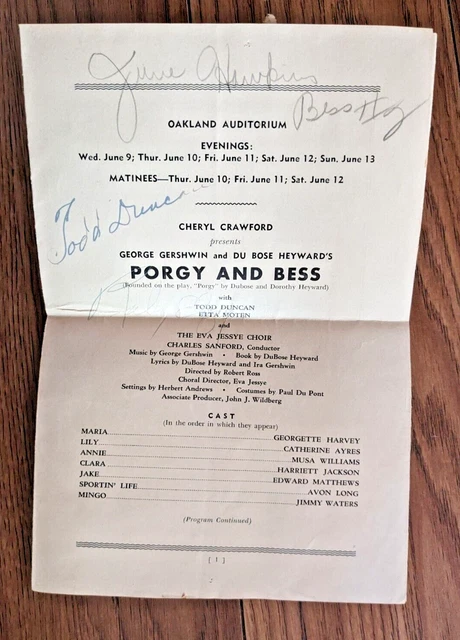 June Hawkins
OAKLAND AUDITORIUM
EVENINGS:
Wed. June 9; Thur. June 10; Fri. June 11; Sat. June 12; Sun. June 13
MATINEES—Thur. June 10; Fri. June 11; Sat. June 12
Todd Duncan
CHERYL CRAWFORD
presents
GEORGE GERSHWIN and DU BOSE HEYWARD'S
PORGY AND BESS
(Founded on the play, "Porgy" by Dubose and Dorothy Heyward)
with
TODD DUNCAN
ETTA MOTEN
and
THE EVA JESSYE CHOIR
CHARLES SANFORD, Conductor
Music by George Gershwin • Book by DuBose Heyward
Lyrics by DuBose Heyward and Ira Gershwin
Directed by Robert Ross
Choral Director, Eva Jessye
Settings by Herbert Andrews • Costumes by Paul Du Pont
Associate Producer, John J. Wildberg
CAST
(In the order in which they appear)
MARIA GEORGETTE HARVEY
LILY CATHERINE AYRES
ANNIE MUSA WILLIAMS
CLARA HARRIETT JACKSON
JAKE EDWARD MATTHEWS
SPORTIN' LIFE AVON LONG
MINGO JIMMY WATERS
(Program Continued)
[ 1 ]